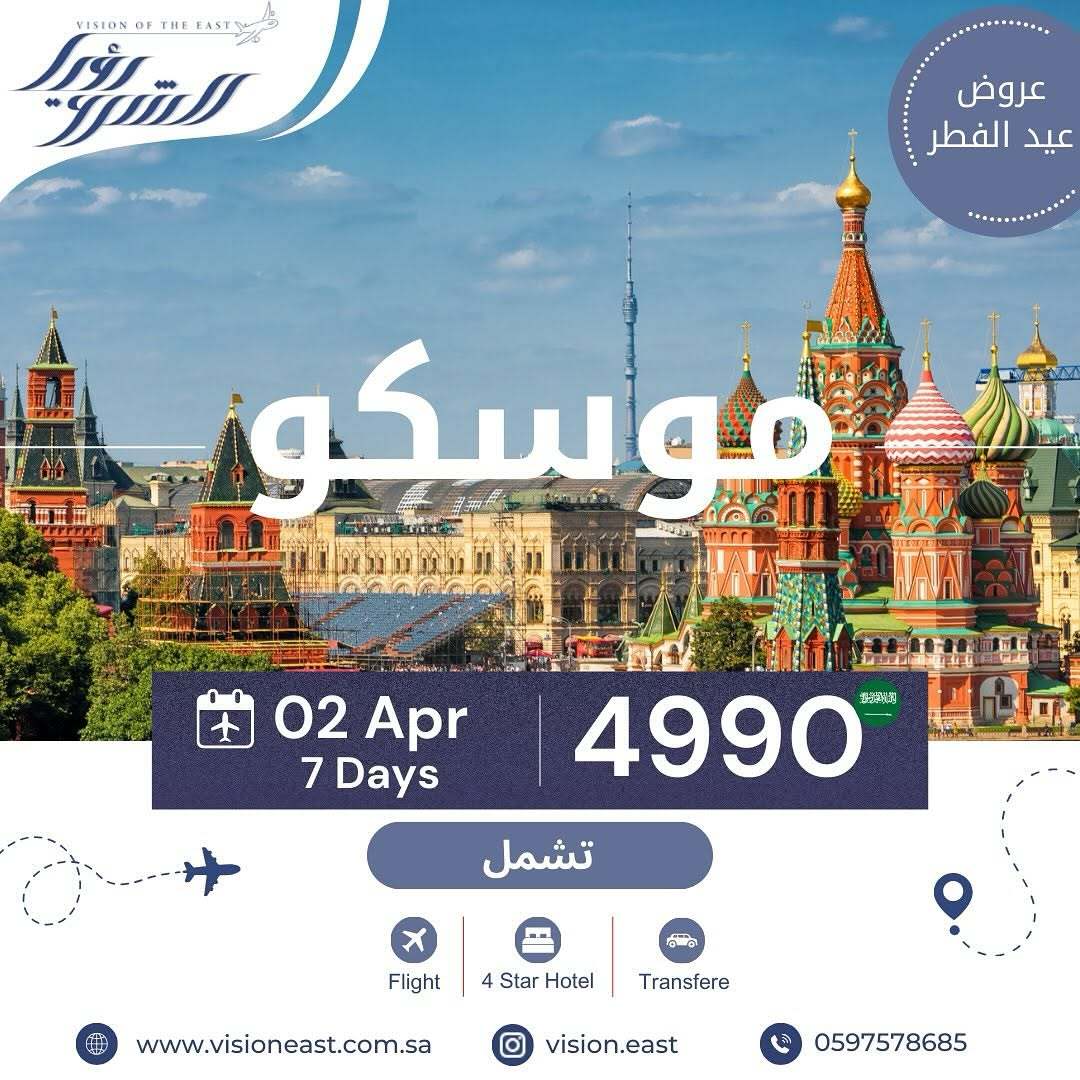 VISION OF THE EAST
رؤيا
الشرق
عروض
عيد الفطر
موسكو
02 Apr
7 Days
4990
تشمل
Flight
4 Star Hotel
Transfere
www.visioneast.com.sa
vision.east
0597578685